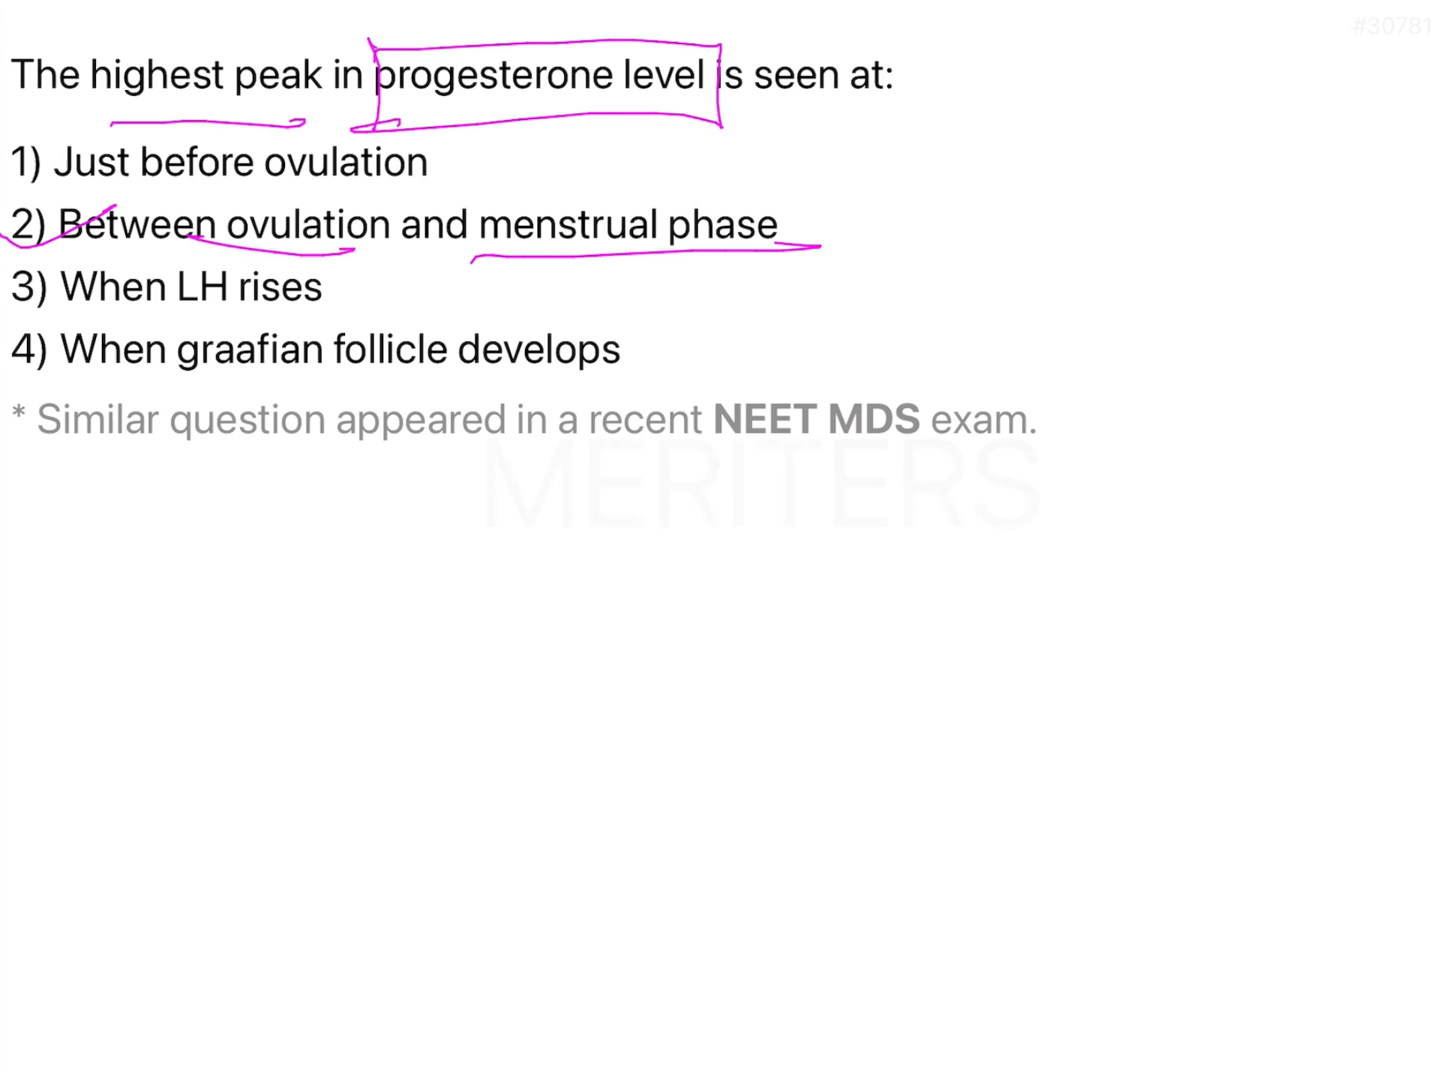 #30781
The highest peak in progesterone level is seen at:
1) Just before ovulation
2) Between ovulation and menstrual phase
3) When LH rises
4) When graafian follicle develops
* Similar question appeared in a recent NEET MDS exam.
MERITERS